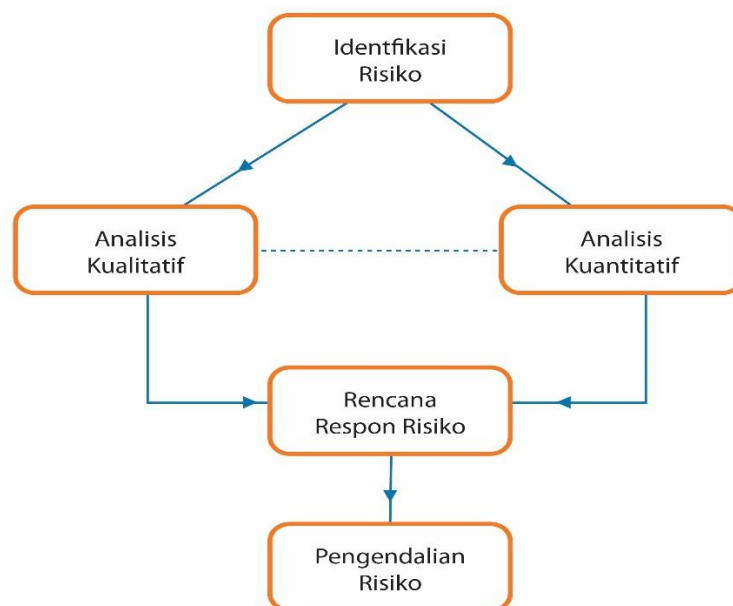 Identfikasi
Risiko
Analisis
Kualitatif
Analisis
Kuantitatif
Rencana
Respon Risiko
Pengendalian
Risiko